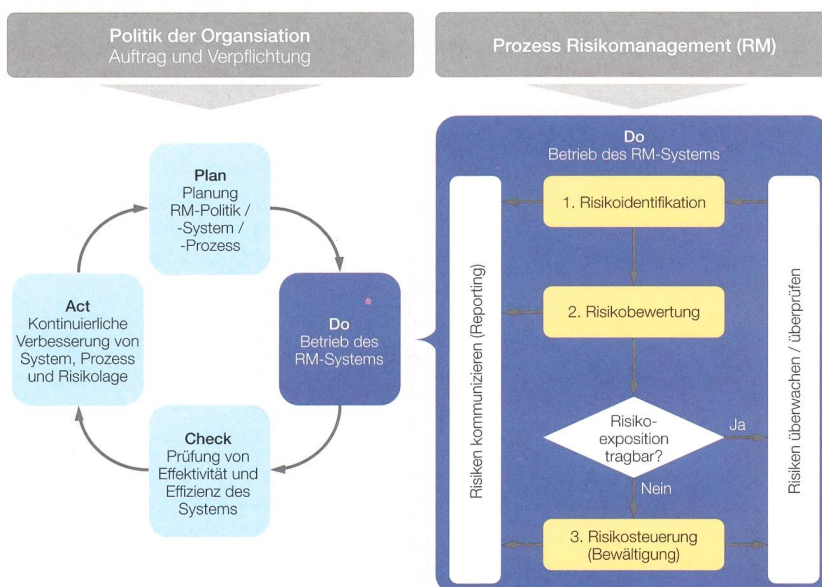 Politik der Organsiation
Auftrag und Verpflichtung
Plan
Planung
RM-Politik /
-System /
-Prozess
Do
Betrieb des
RM-Systems
Check
Prüfung von
Effektivität und
Effizienz des
Systems
Act
Kontinuierliche
Verbesserung von
System, Prozess
und Risikolage
Prozess Risikomanagement (RM)
Do
Betrieb des RM-Systems
Risiken kommunizieren (Reporting)
1. Risikoidentifikation
2. Risikobewertung
Risiko-
exposition
tragbar?
Ja
Nein
3. Risikosteuerung
(Bewältigung)
Risiken überwachen / überprüfen